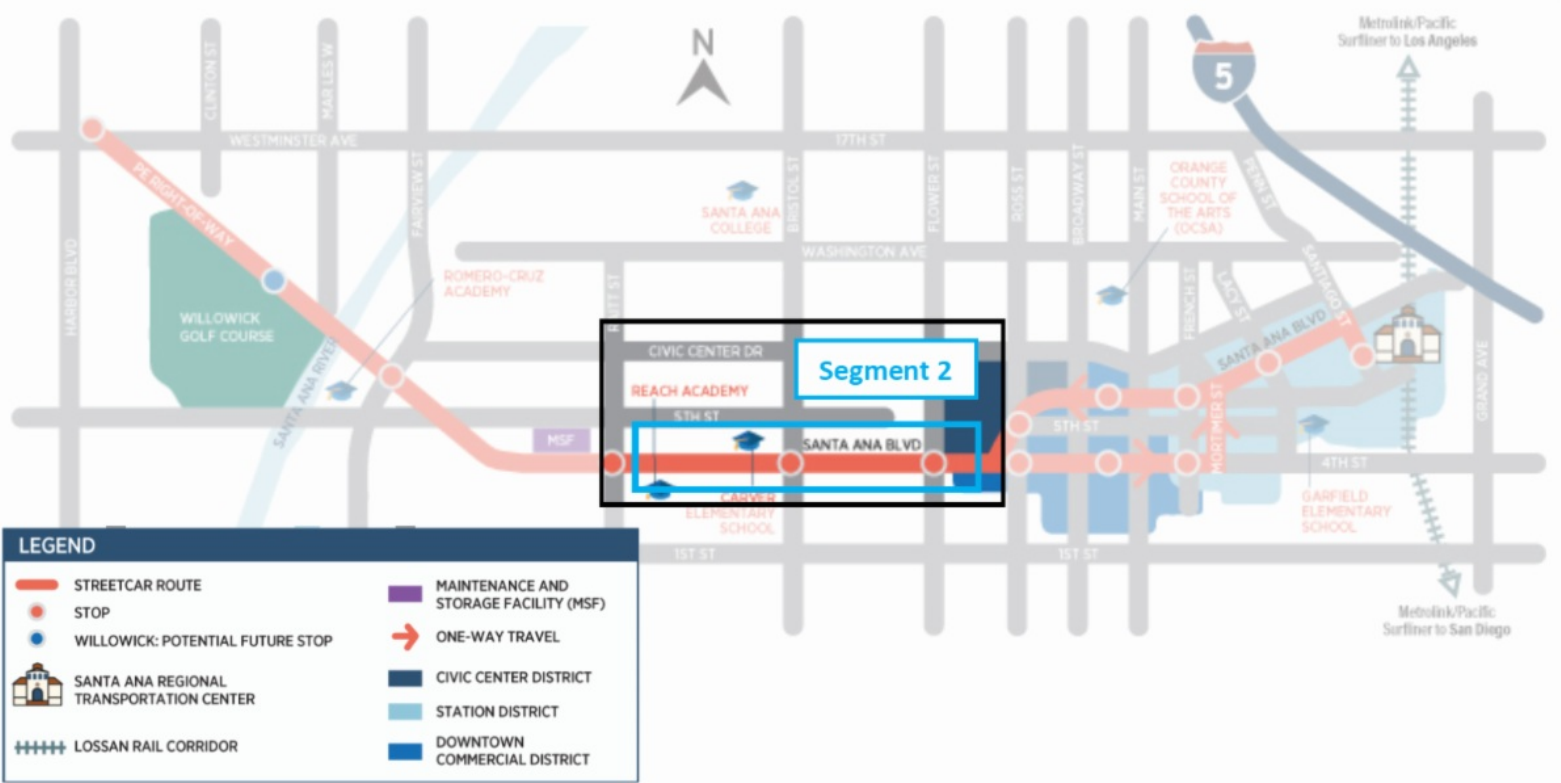 Metrolink/Pacific
Surfliner to Los Angeles
N
5
CLINTON ST
MAR LES W
WESTMINSTER AVE
17TH ST
PE RIGHT-OF-WAY
FAIRVIEW ST
BRISTOL ST
FLOWER ST
ROSS ST
BROADWAY ST
MAIN ST
PENN ST
ORANGE
COUNTY
SCHOOL OF
THE ARTS
(OCSA)
SANTA ANA
COLLEGE
WASHINGTON AVE
HARBOR BLVD
ROMERO-CRUZ
ACADEMY
FRENCH ST
LACY ST
SANTIAGO ST
WILLOWICK
GOLF COURSE
SANTA ANA RIVER
CIVIC CENTER DR
Segment 2
SANTA ANA BLVD
REACH ACADEMY
5TH ST
5TH ST
MORTIMER ST
GRAND AVE
MSF
SANTA ANA BLVD
4TH ST
CARVER
ELEMENTARY
SCHOOL
GARFIELD
ELEMENTARY
SCHOOL
1ST ST
1ST ST
Metrolink/Pacific
Surfliner to San Diego
LEGEND
STREETCAR ROUTE
STOP
WILLOWICK: POTENTIAL FUTURE STOP
SANTA ANA REGIONAL
TRANSPORTATION CENTER
LOSSAN RAIL CORRIDOR
MAINTENANCE AND
STORAGE FACILITY (MSF)
ONE-WAY TRAVEL
CIVIC CENTER DISTRICT
STATION DISTRICT
DOWNTOWN
COMMERCIAL DISTRICT